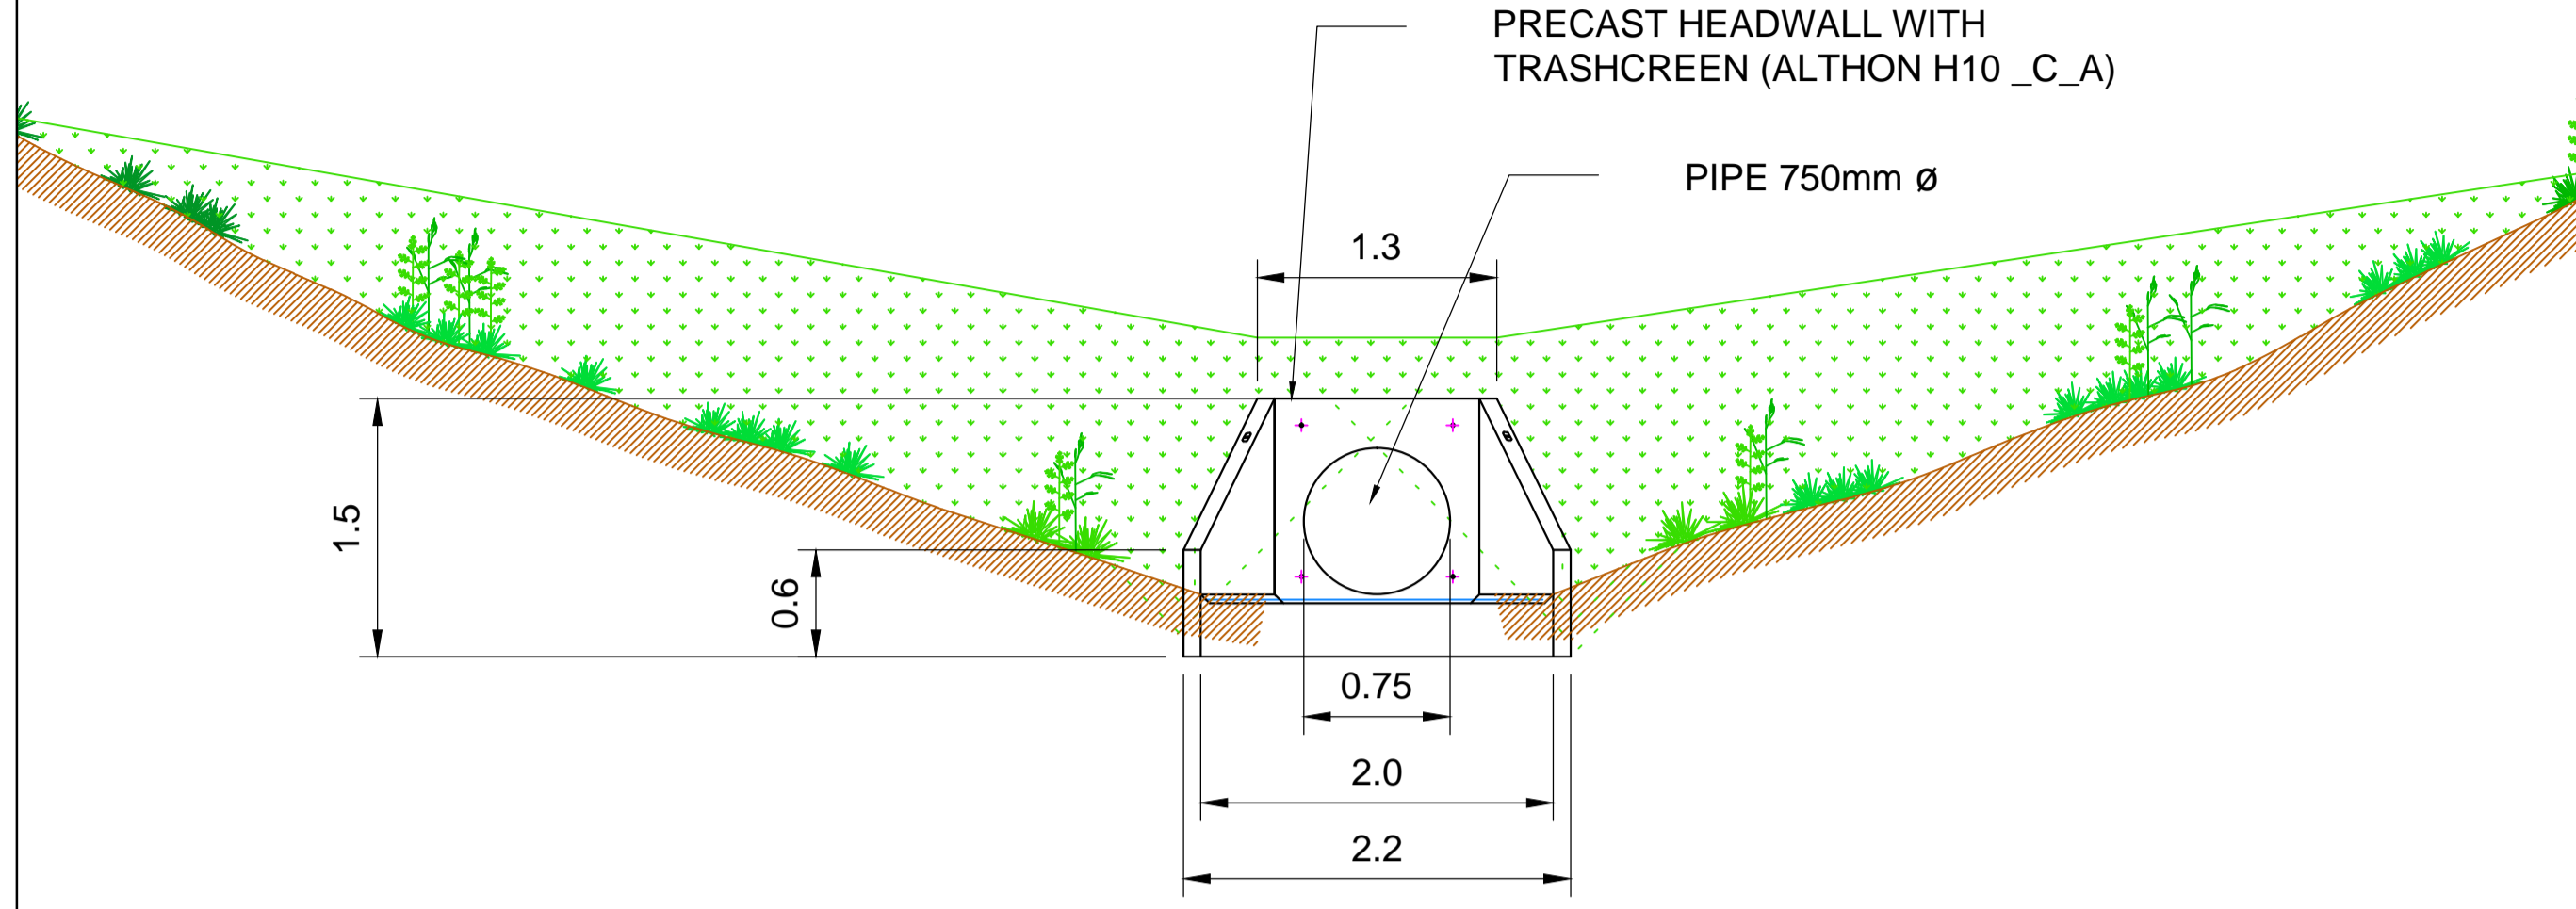 PRECAST HEADWALL WITH
TRASHCREEN (ALTHON H10 _C_A)
PIPE 750mm ø
1.3
1.5
0.6
0.75
2.0
2.2